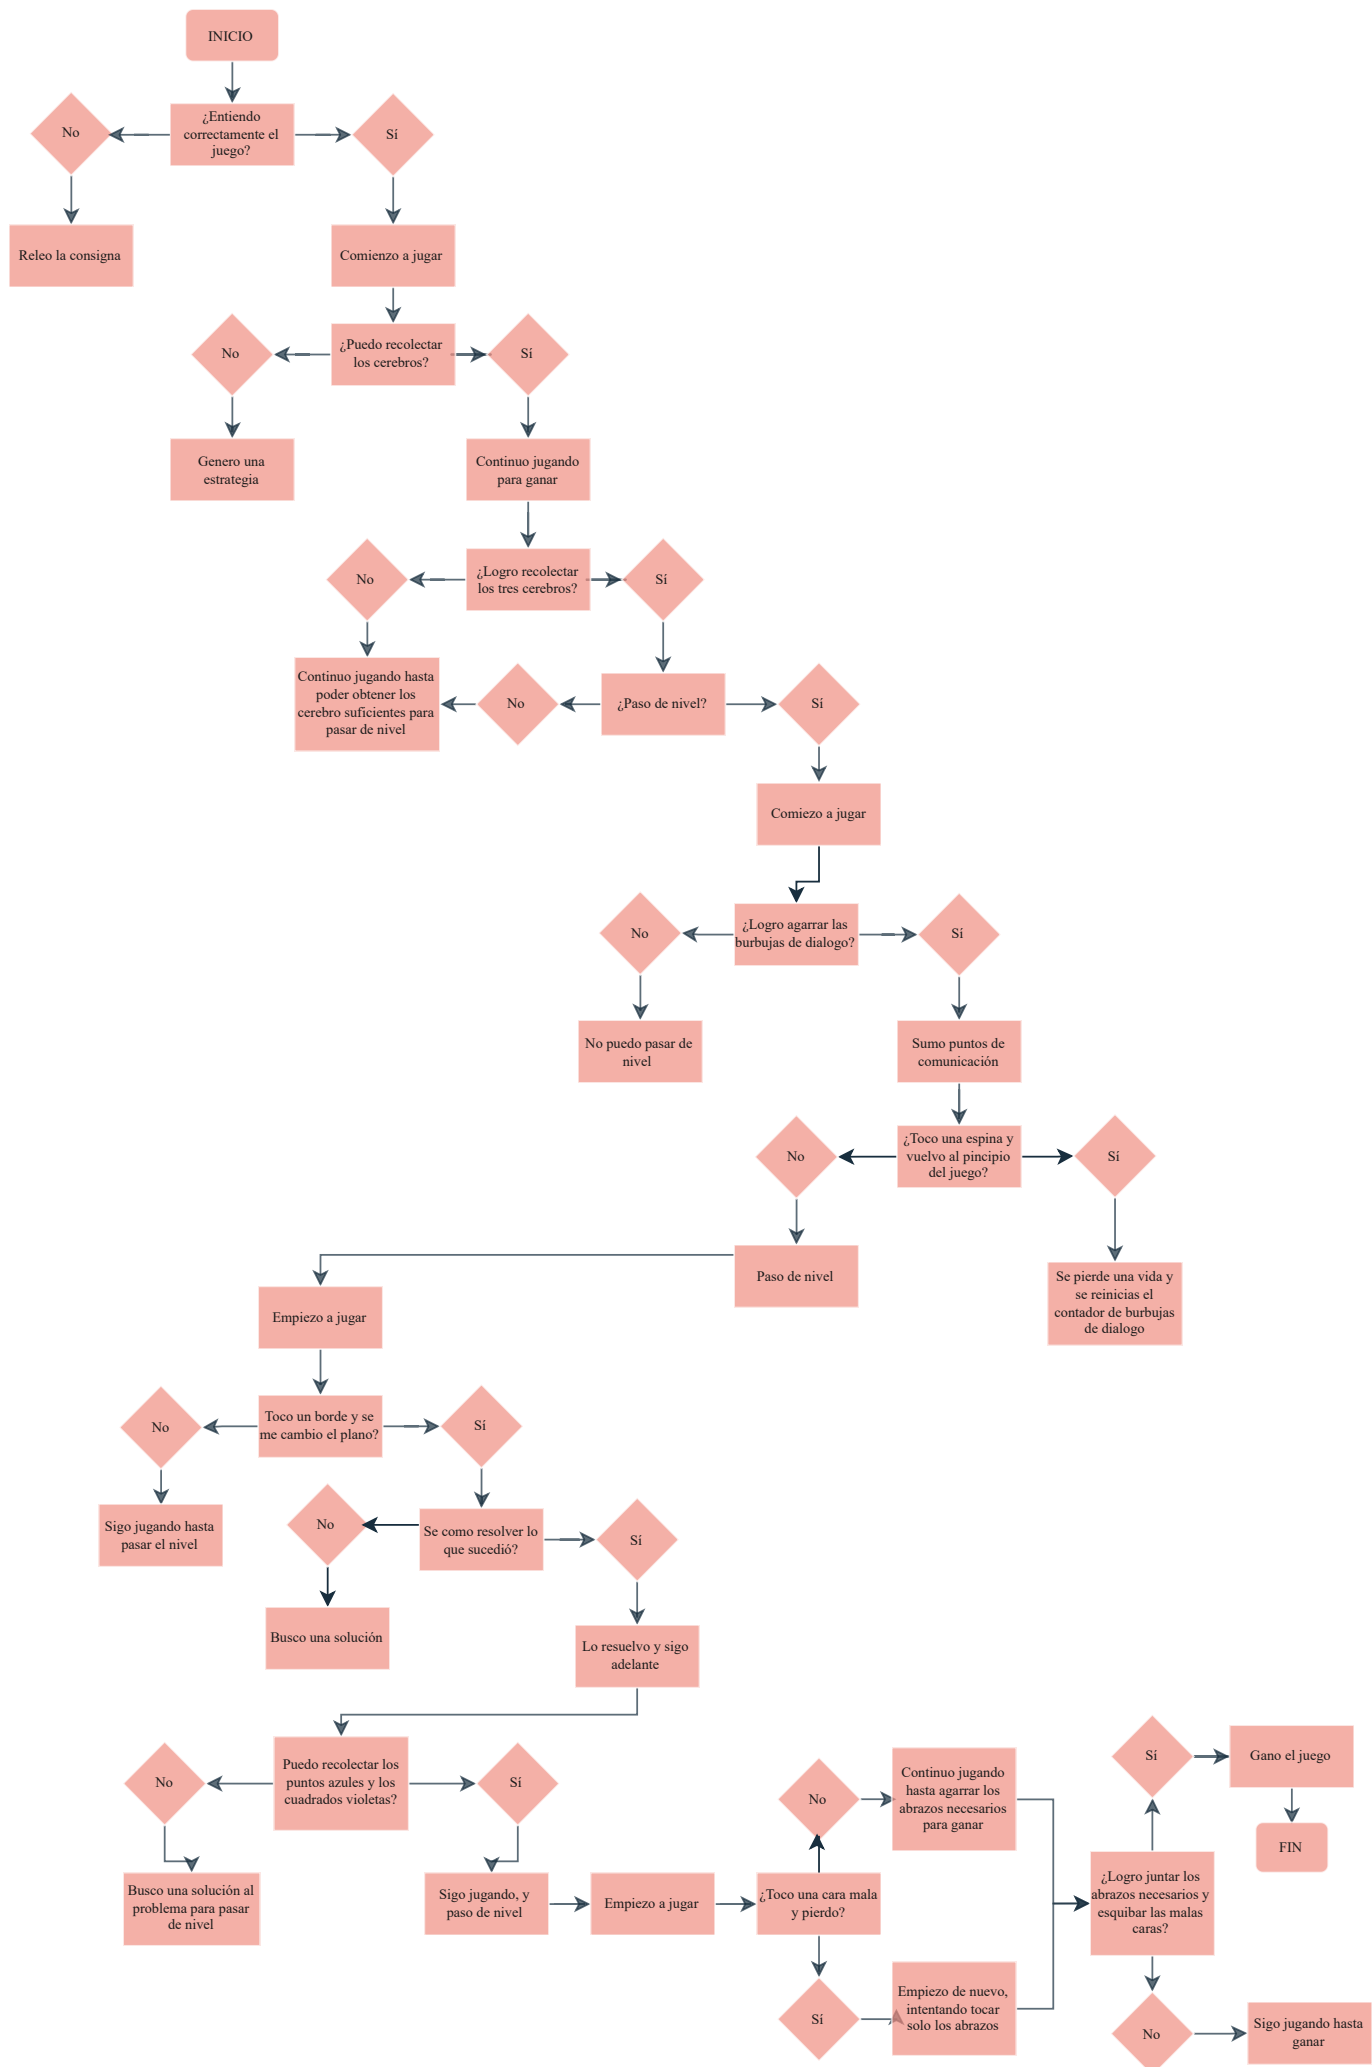 INICIO
No
¿Entiendo
correctamente el
juego?
Sí
Releo la consigna
Comienzo a jugar
No
¿Puedo recolectar
los cerebros?
Sí
Genero una
estrategia
Continuo jugando
para ganar
No
¿Logro recolectar
los tres cerebros?
Sí
Continuo jugando hasta
poder obtener los
cerebro suficientes para
pasar de nivel
No
¿Paso de nivel?
Sí
Comiezo a jugar
No
¿Logro agarrar las
burbujas de dialogo?
Sí
No puedo pasar de
nivel
Sumo puntos de
comunicación
No
¿Toco una espina y
vuelvo al pincipio
del juego?
Sí
Paso de nivel
Se pierde una vida y
se reinicias el
contador de burbujas
de dialogo
Empiezo a jugar
No
Toco un borde y se
me cambio el plano?
Sí
Sigo jugando hasta
pasar el nivel
No
Se como resolver lo
que sucedió?
Sí
Busco una solución
Lo resuelvo y sigo
adelante
No
Puedo recolectar los
puntos azules y los
cuadrados violetas?
Sí
Busco una solución al
problema para pasar
de nivel
Sigo jugando, y
paso de nivel
Empiezo a jugar
¿Toco una cara mala
y pierdo?
No
Continuo jugando
hasta agarrar los
abrazos necesarios
para ganar
Sí
Empiezo de nuevo,
intentando tocar
solo los abrazos
¿Logro juntar los
abrazos necesarios y
esquibar las malas
caras?
Sí
Gano el juego
FIN
No
Sigo jugando hasta
ganar